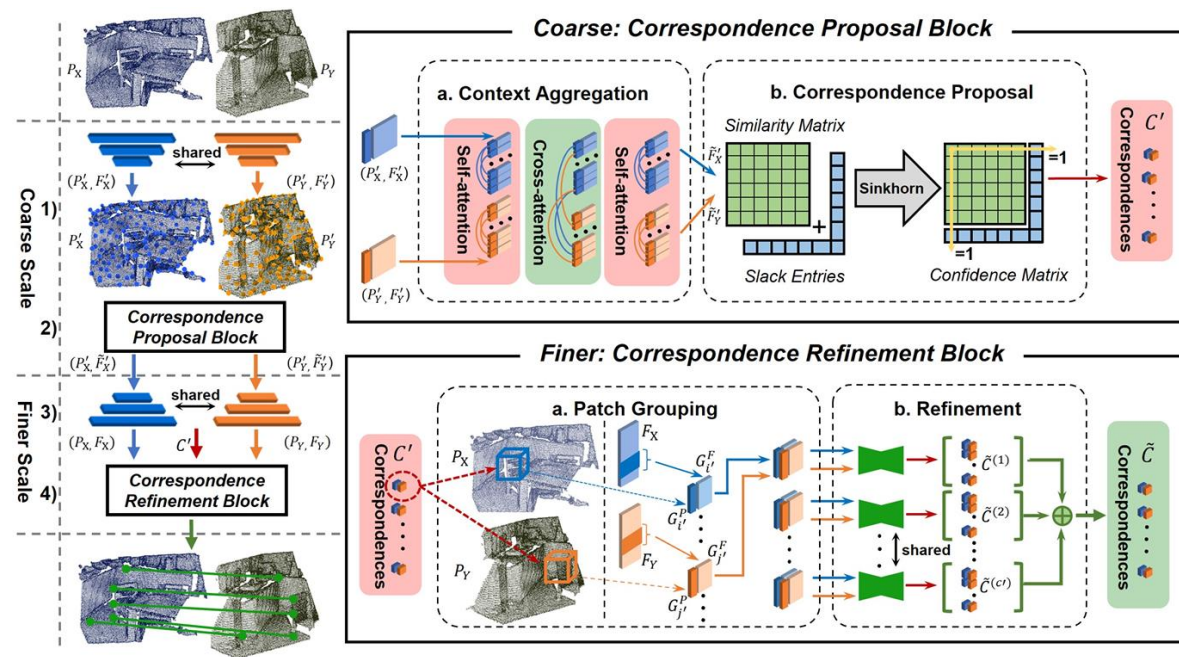 P_X
P_Y
shared
(P'_X, F'_X)
(P'_Y, F'_Y)
Coarse Scale
1)
P'_X
P'_Y
2)
Correspondence
Proposal Block
(P'_X, F̃'_X)
(P'_Y, F̃'_Y)
Finer Scale
3)
shared
(P_X, F_X)
C'
(P_Y, F_Y)
4)
Correspondence
Refinement Block
Coarse: Correspondence Proposal Block
a. Context Aggregation
(P'_X, F'_X)
(P'_Y, F'_Y)
Self-attention
Cross-attention
Self-attention
b. Correspondence Proposal
Similarity Matrix
F̃'_X
F̃'_Y
+
Slack Entries
Sinkhorn
=1
=1
Confidence Matrix
C'
Correspondences
Finer: Correspondence Refinement Block
C'
Correspondences
a. Patch Grouping
P_X
P_Y
F_X
G^F_{i'}
G^P_{i'}
F_Y
G^F_{j'}
G^P_{j'}
b. Refinement
shared
C̃^(1)
C̃^(2)
C̃^(c')
C̃
Correspondences